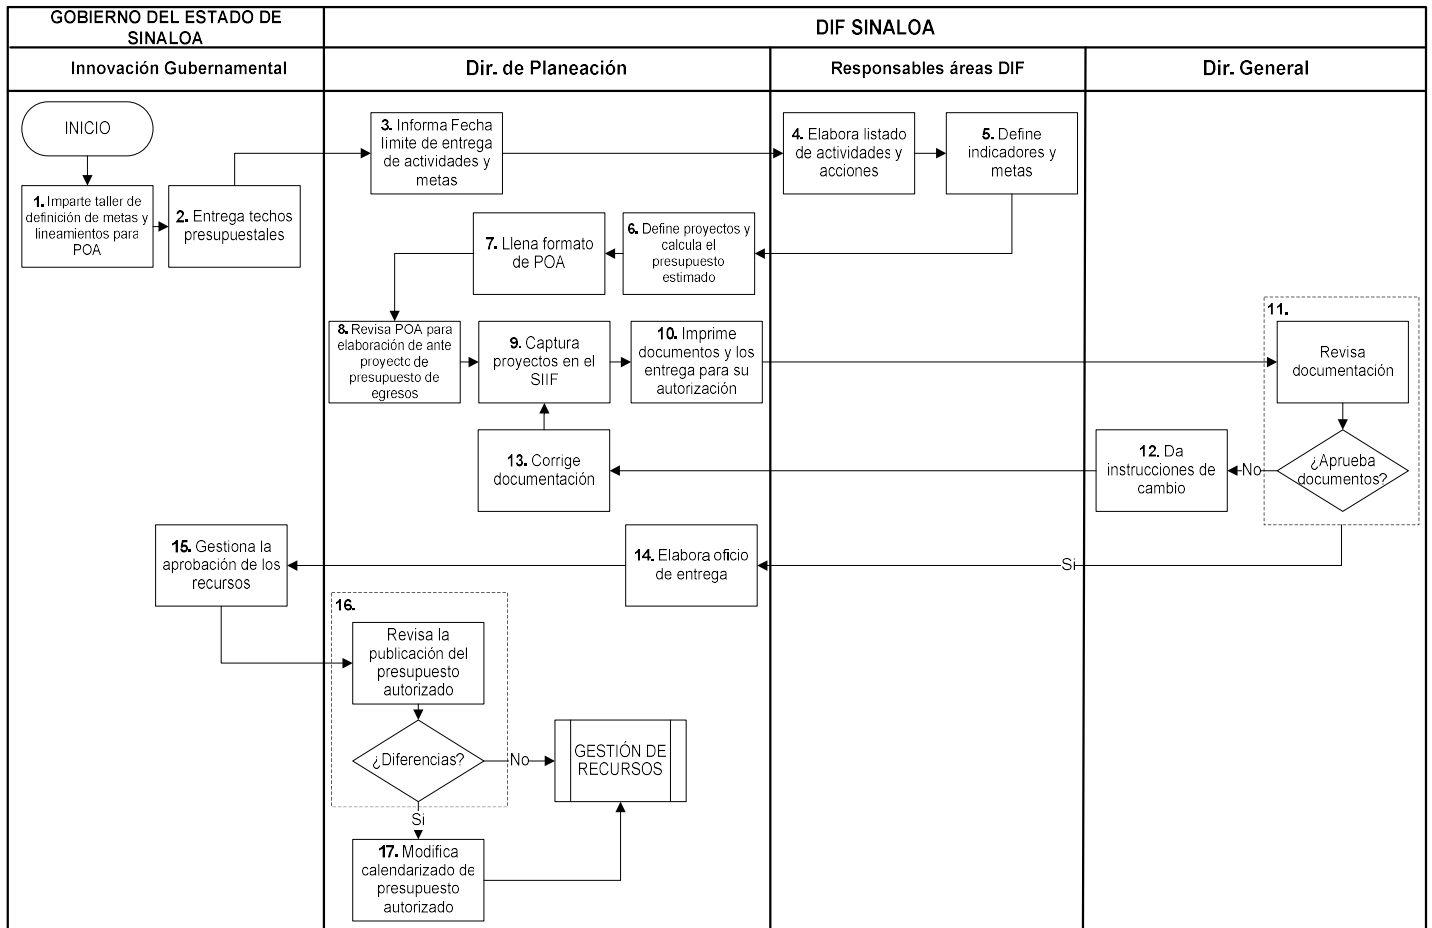 GOBIERNO DEL ESTADO DE
SINALOA
DIF SINALOA
Innovación Gubernamental
Dir. de Planeación
Responsables áreas DIF
Dir. General
INICIO
1. Imparte taller de
definición de metas y
lineamientos para
POA
2. Entrega techos
presupuestales
3. Informa Fecha
limite de entrega
de actividades y
metas
4. Elabora listado
de actividades y
acciones
5. Define
indicadores y
metas
6. Define proyectos y
calcula el
presupuesto
estimado
7. Llena formato
de POA
8. Revisa POA para
elaboración de ante
proyecto de
presupuesto de
egresos
9. Captura
proyectos en el
SIIF
10. Imprime
documentos y los
entrega para su
autorización
11.
Revisa
documentación
¿Aprueba
documentos?
No
12. Da
instrucciones de
cambio
13. Corrige
documentación
Si
14. Elabora oficio
de entrega
15. Gestiona la
aprobación de los
recursos
16.
Revisa la
publicación del
presupuesto
autorizado
¿Diferencias?
No
GESTIÓN DE
RECURSOS
Si
17. Modifica
calendarizado de
presupuesto
autorizado